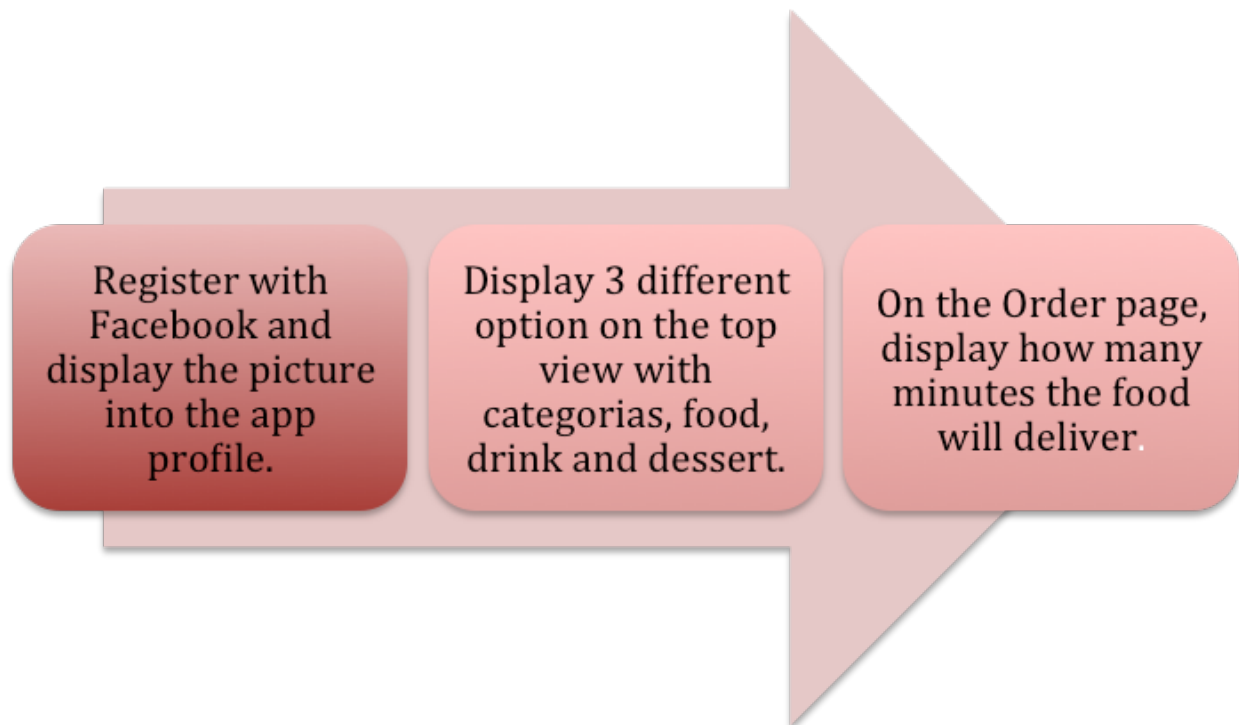 Register with
Facebook and
display the picture
into the app
profile.
Display 3 different
option on the top
view with
categorias, food,
drink and dessert.
On the Order page,
display how many
minutes the food
will deliver.